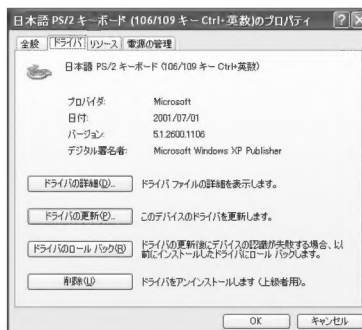 日本語 PS/2 キーボード (106/109 キー Ctrl+英数)のプロパティ
全般 ドライバ リソース 電源の管理
日本語 PS/2 キーボード (106/109 キー Ctrl+英数)
プロバイダ: Microsoft
日付: 2001/07/01
バージョン: 5.1.2600.1106
デジタル署名者: Microsoft Windows XP Publisher
ドライバの詳細(D)... ドライバ ファイルの詳細を表示します。
ドライバの更新(P)... このデバイスのドライバを更新します。
ドライバのロール バック(R) ドライバの更新後にデバイスの認識が失敗する場合、以
前にインストールしたドライバにロール バックします。
削除(U) ドライバをアンインストールします (上級者用)。
OK キャンセル